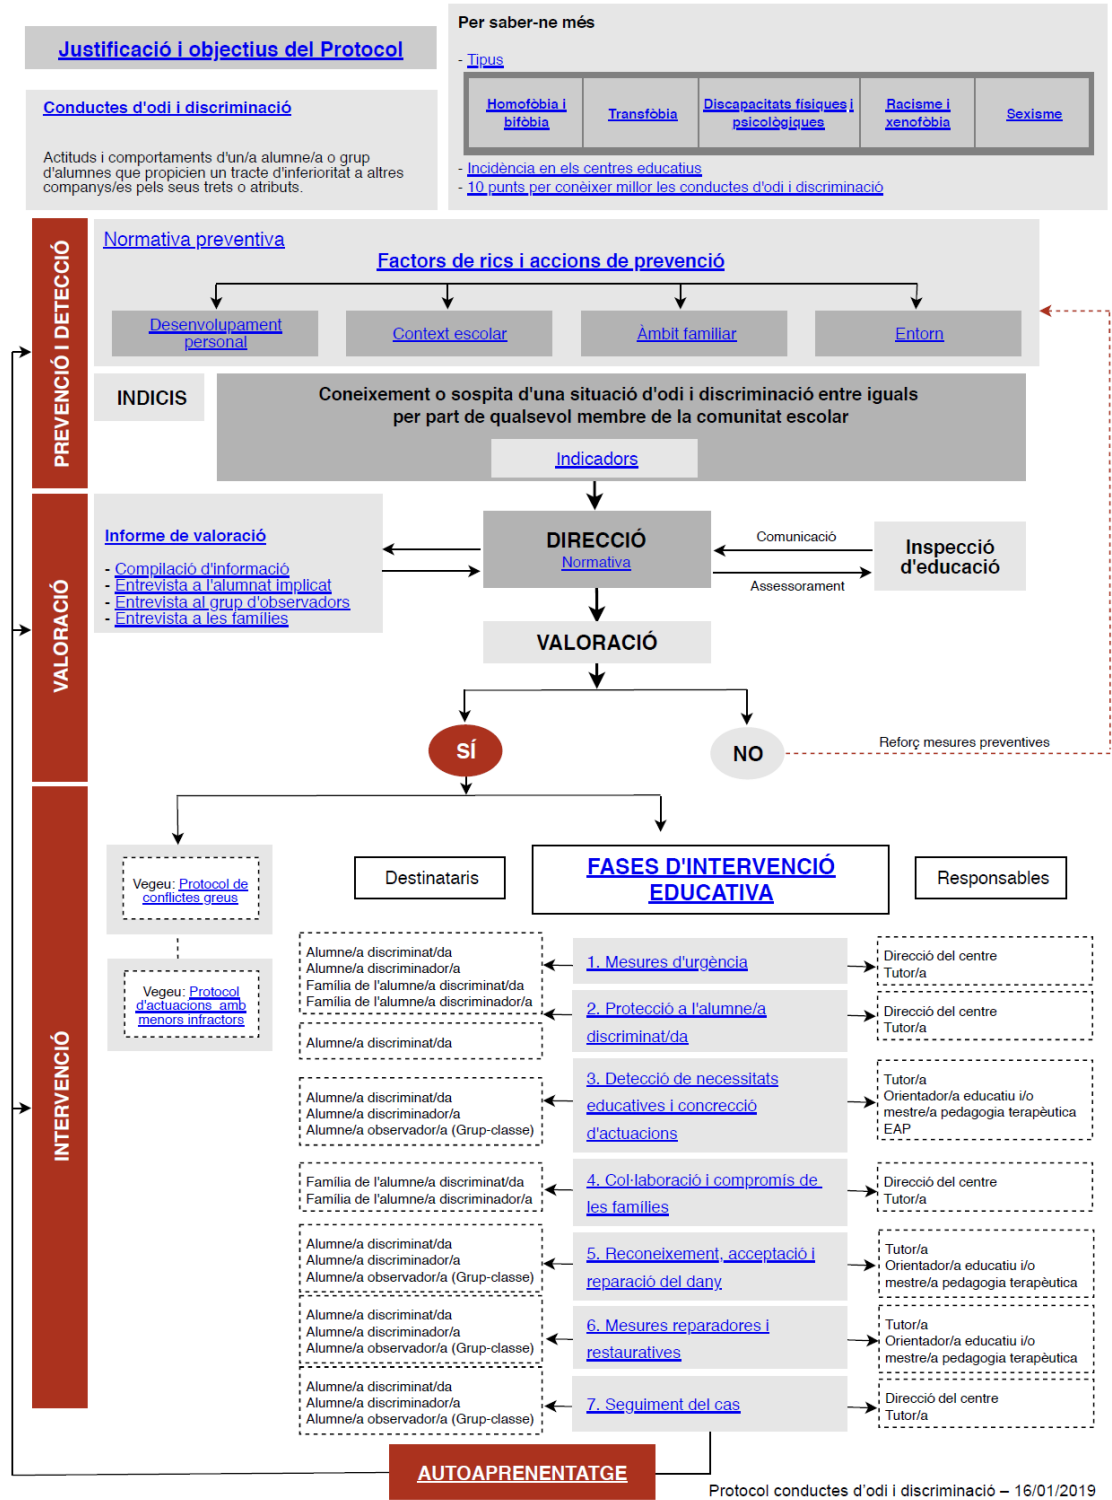 Justificació i objectius del Protocol
Conductes d'odi i discriminació
Actituds i comportaments d'un/a alumne/a o grup
d'alumnes que propicien un tracte d'inferioritat a altres
companys/es pels seus trets o atributs.
Per saber-ne més
- Tipus
Homofòbia i
bifòbia
Transfòbia
Discapacitats físiques i
psicològiques
Racisme i
xenofòbia
Sexisme
- Incidència en els centres educatius
- 10 punts per conèixer millor les conductes d'odi i discriminació
PREVENCIÓ I DETECCIÓ
Normativa preventiva
Factors de rics i accions de prevenció
Desenvolupament
personal
Context escolar
Àmbit familiar
Entorn
INDICIS
Coneixement o sospita d'una situació d'odi i discriminació entre iguals
per part de qualsevol membre de la comunitat escolar
Indicadors
VALORACIÓ
Informe de valoració
- Compilació d'informació
- Entrevista a l'alumnat implicat
- Entrevista al grup d'observadors
- Entrevista a les famílies
DIRECCIÓ
Normativa
Comunicació
Assessorament
Inspecció
d'educació
VALORACIÓ
SÍ
NO
Reforç mesures preventives
INTERVENCIÓ
Vegeu: Protocol de
conflictes greus
Vegeu: Protocol
d'actuacions amb
menors infractors
Destinataris
FASES D'INTERVENCIÓ
EDUCATIVA
Responsables
Alumne/a discriminat/da
Alumne/a discriminador/a
Família de l'alumne/a discriminat/da
Família de l'alumne/a discriminador/a
1. Mesures d'urgència
Direcció del centre
Tutor/a
Alumne/a discriminat/da
2. Protecció a l'alumne/a
discriminat/da
Direcció del centre
Tutor/a
Alumne/a discriminat/da
Alumne/a discriminador/a
Alumne/a observador/a (Grup-classe)
3. Detecció de necessitats
educatives i concrecció
d'actuacions
Tutor/a
Orientador/a educatiu i/o
mestre/a pedagogia terapèutica
EAP
Família de l'alumne/a discriminat/da
Família de l'alumne/a discriminador/a
4. Col·laboració i compromís de
les famílies
Direcció del centre
Tutor/a
Alumne/a discriminat/da
Alumne/a discriminador/a
Alumne/a observador/a (Grup-classe)
5. Reconeixement, acceptació i
reparació del dany
Tutor/a
Orientador/a educatiu i/o
mestre/a pedagogia terapèutica
Alumne/a discriminat/da
Alumne/a discriminador/a
Alumne/a observador/a (Grup-classe)
6. Mesures reparadores i
restauratives
Tutor/a
Orientador/a educatiu i/o
mestre/a pedagogia terapèutica
Alumne/a discriminat/da
Alumne/a discriminador/a
Alumne/a observador/a (Grup-classe)
7. Seguiment del cas
Direcció del centre
Tutor/a
AUTOAPRENENTATGE
Protocol conductes d'odi i discriminació – 16/01/2019